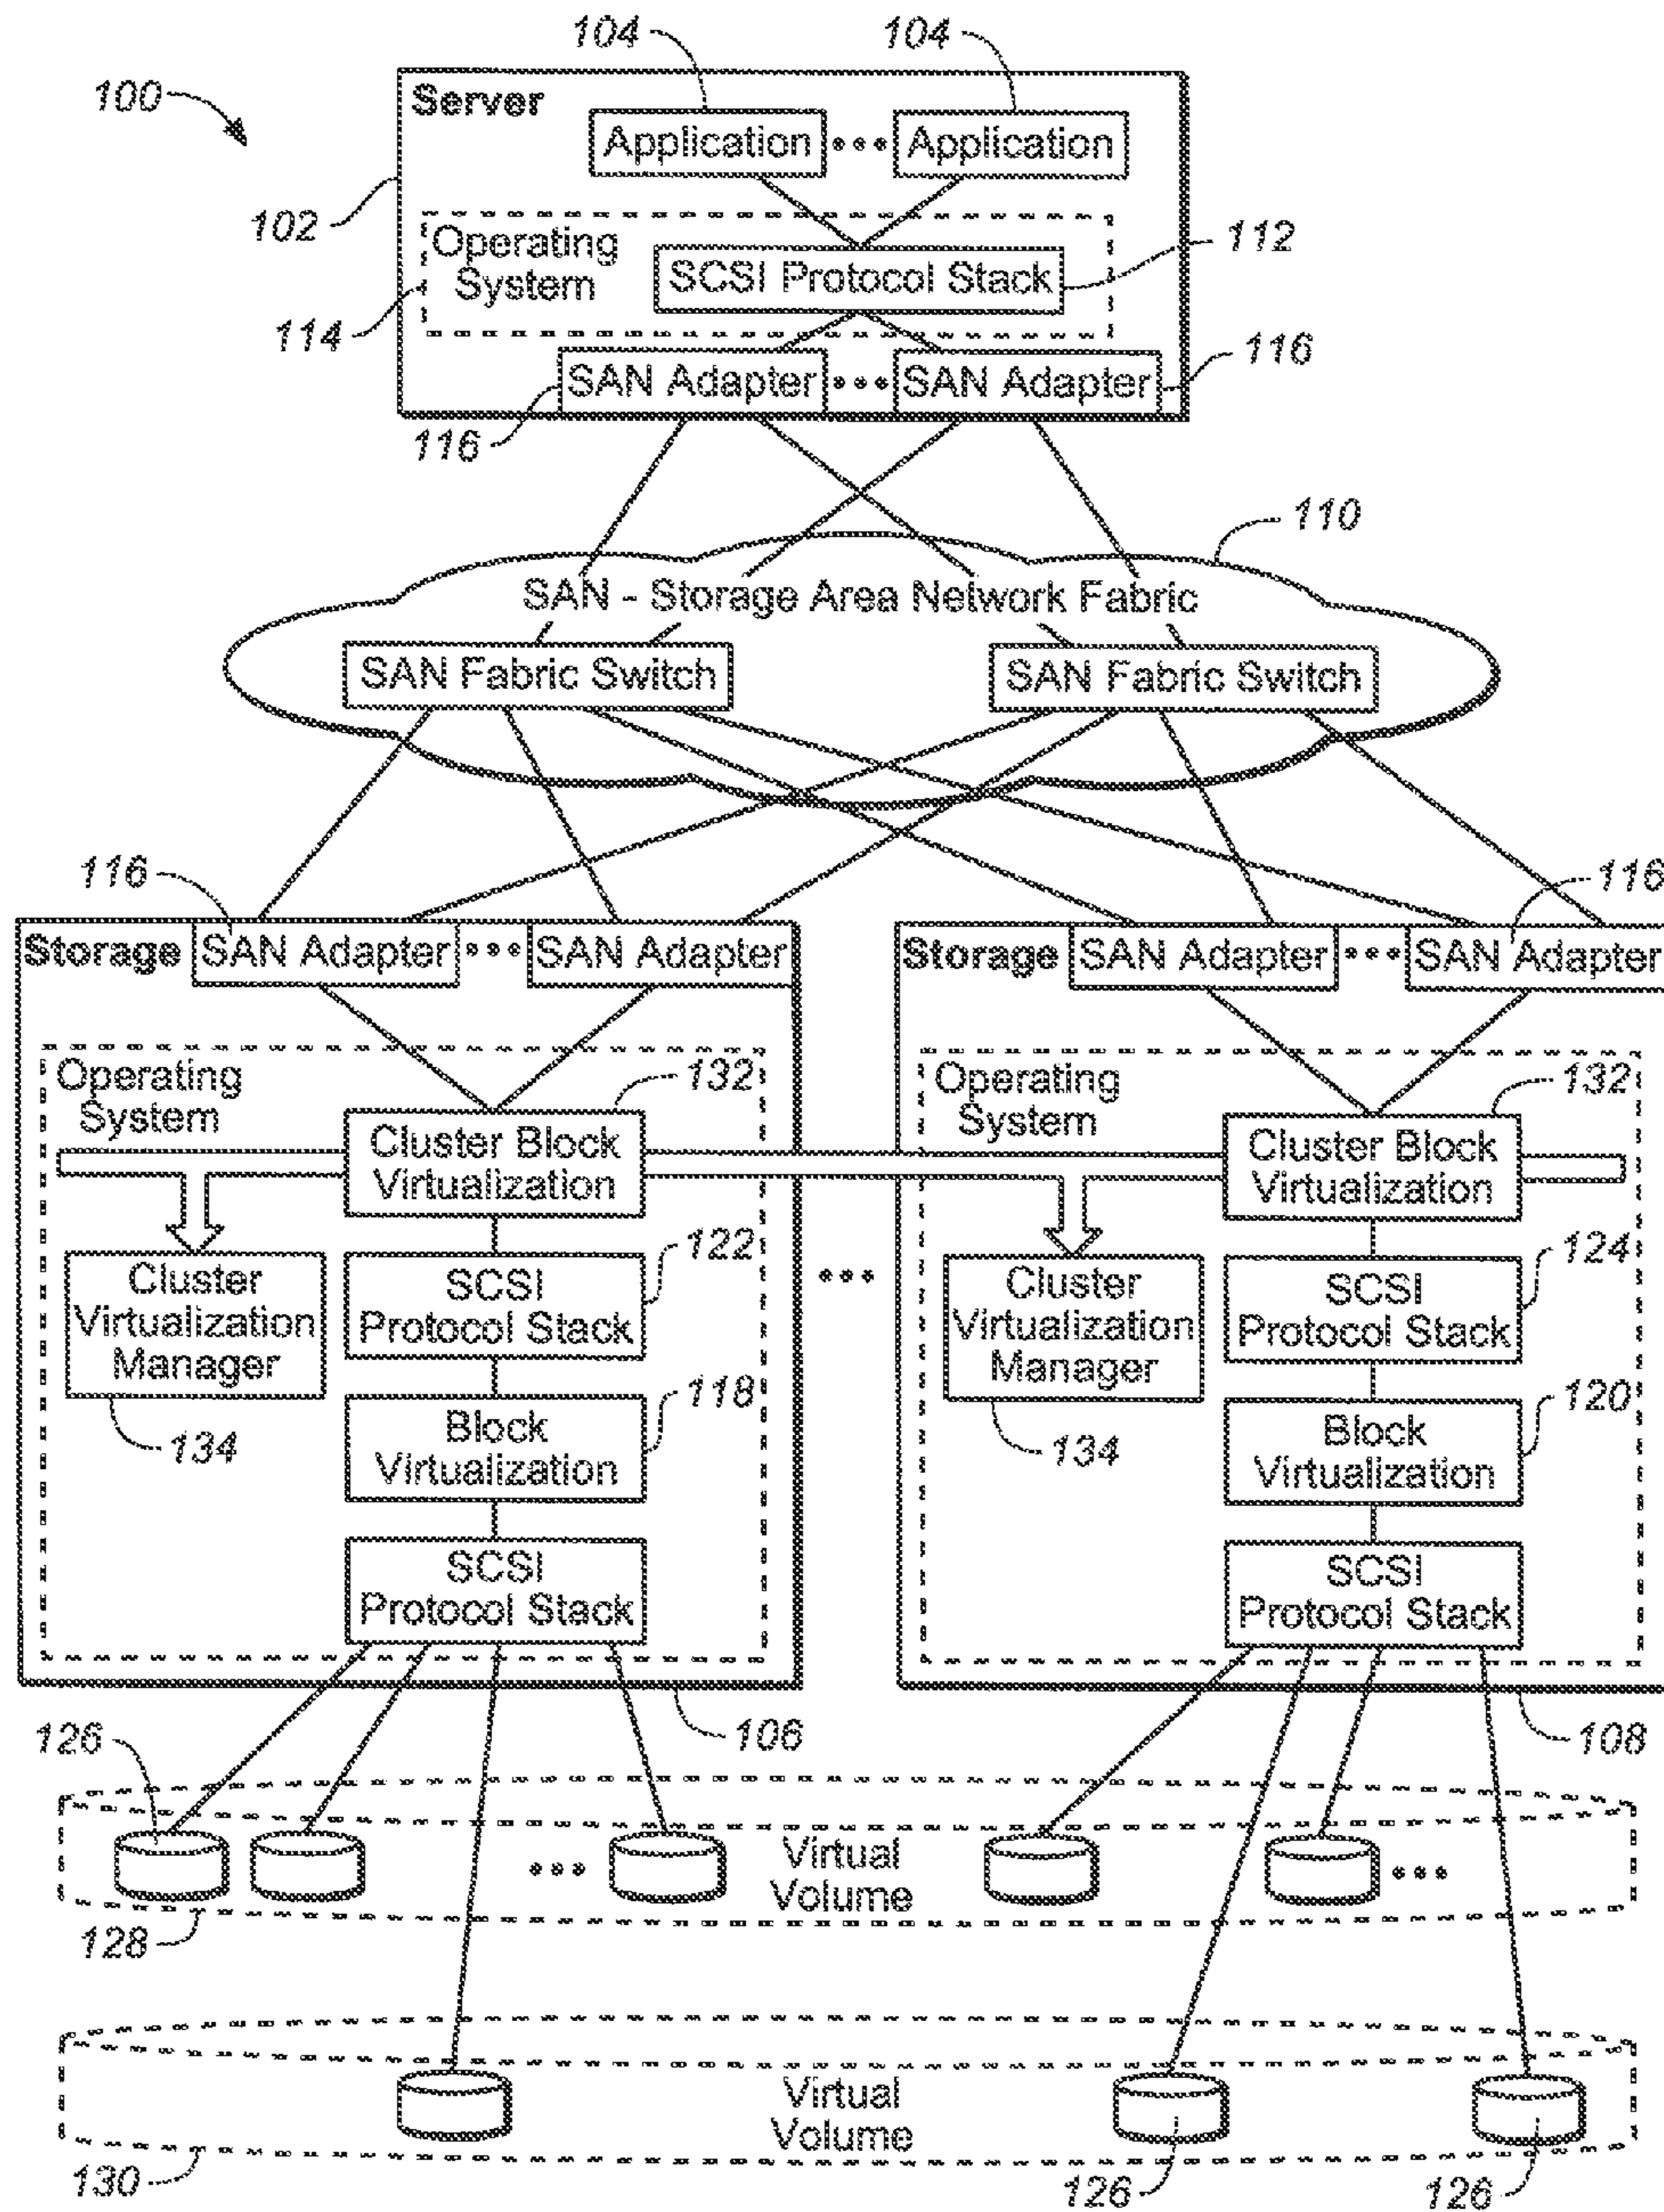 104 104
100
Server
Application ••• Application
102
Operating
System
SCSI Protocol Stack
112
114
SAN Adapter ••• SAN Adapter
116
116
110
SAN - Storage Area Network Fabric
SAN Fabric Switch SAN Fabric Switch
116 116
Storage SAN Adapter ••• SAN Adapter Storage SAN Adapter ••• SAN Adapter
Operating
System
132
Operating
System
132
Cluster Block
Virtualization
Cluster Block
Virtualization
Cluster
Virtualization
Manager
134
SCSI
Protocol Stack
122
•••
Cluster
Virtualization
Manager
134
SCSI
Protocol Stack
124
Block
Virtualization
118
Block
Virtualization
120
SCSI
Protocol Stack
SCSI
Protocol Stack
106 108
126
••• Virtual
Volume •••
128
Virtual
Volume
130 126 126